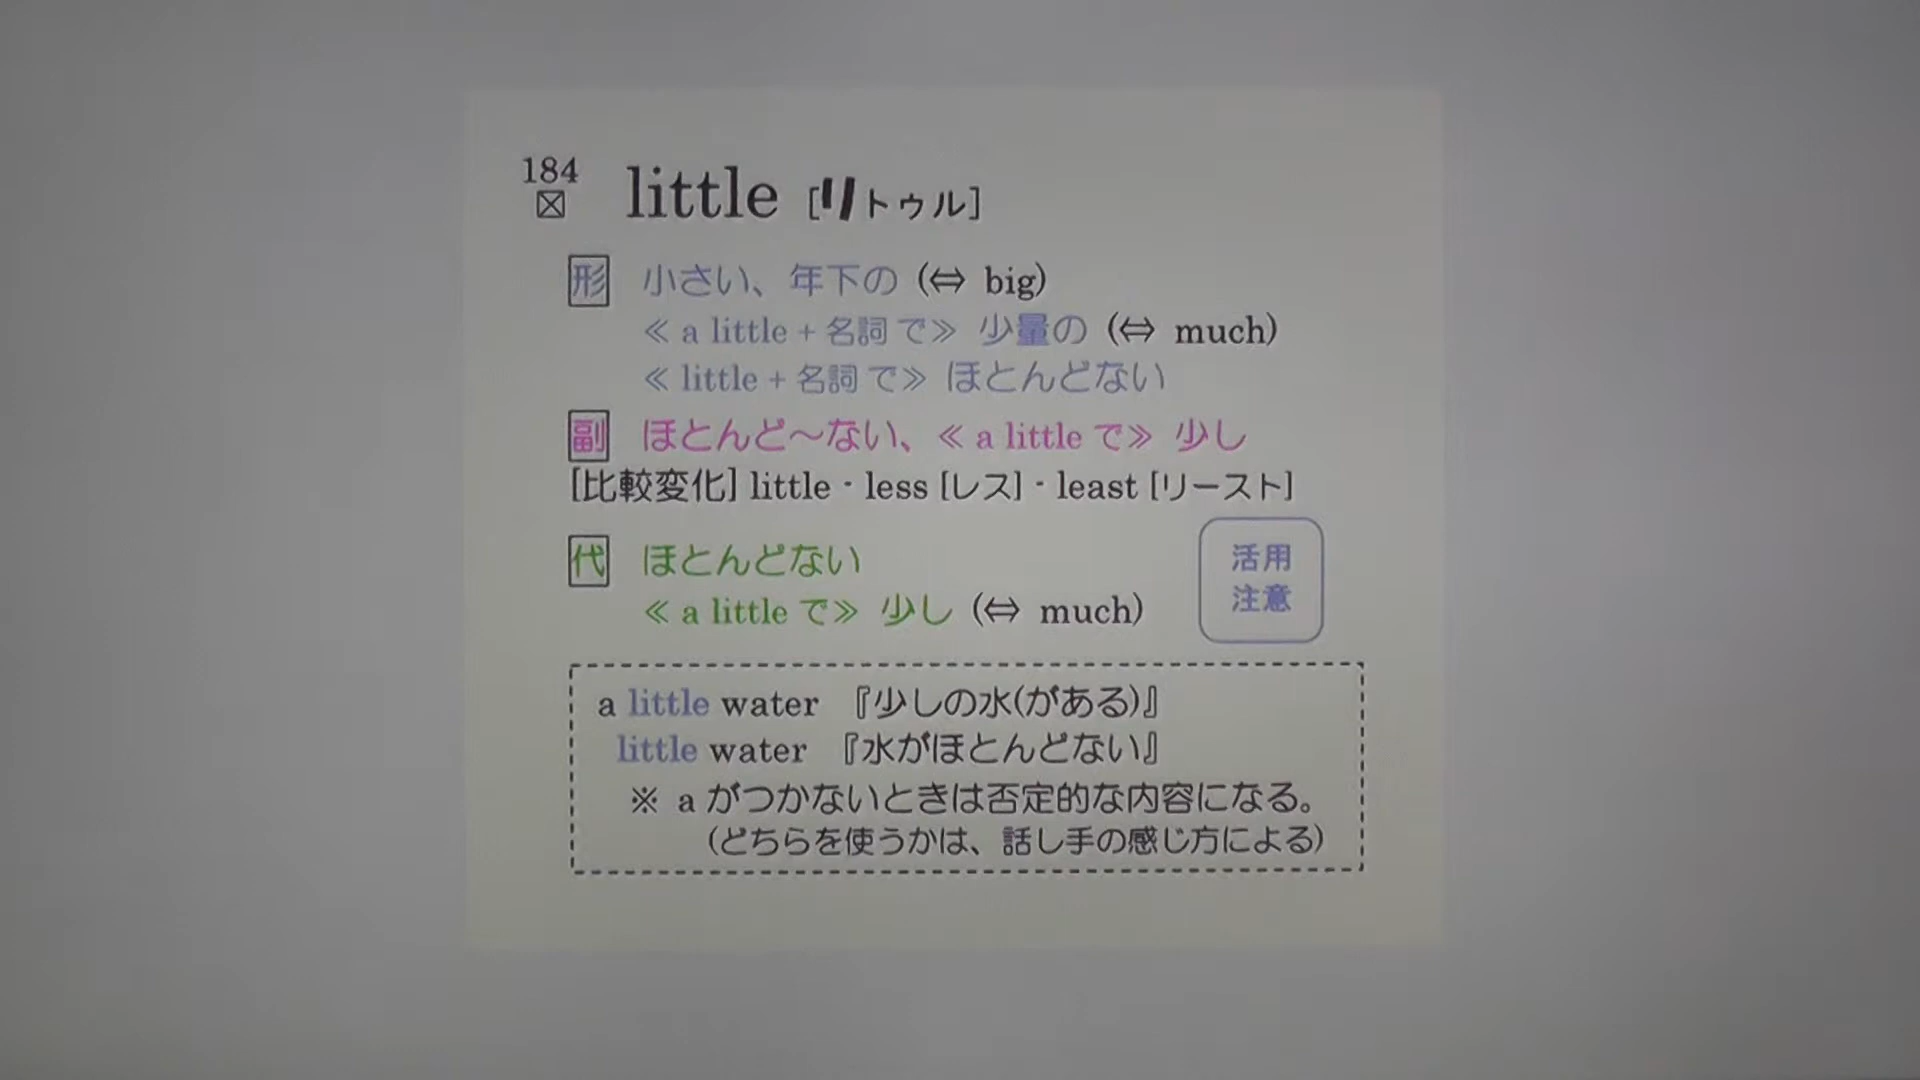 184
☒ little [リトゥル]
形 小さい、年下の (⇔ big)
≪ a little + 名詞 で≫ 少量の (⇔ much)
≪ little + 名詞 で≫ ほとんどない
副 ほとんど〜ない、≪ a little で≫ 少し
[比較変化] little - less [レス] - least [リースト]
代 ほとんどない
≪ a little で≫ 少し (⇔ much)
活用
注意
a little water 『少しの水(がある)』
little water 『水がほとんどない』
※ a がつかないときは否定的な内容になる。
(どちらを使うかは、話し手の感じ方による)